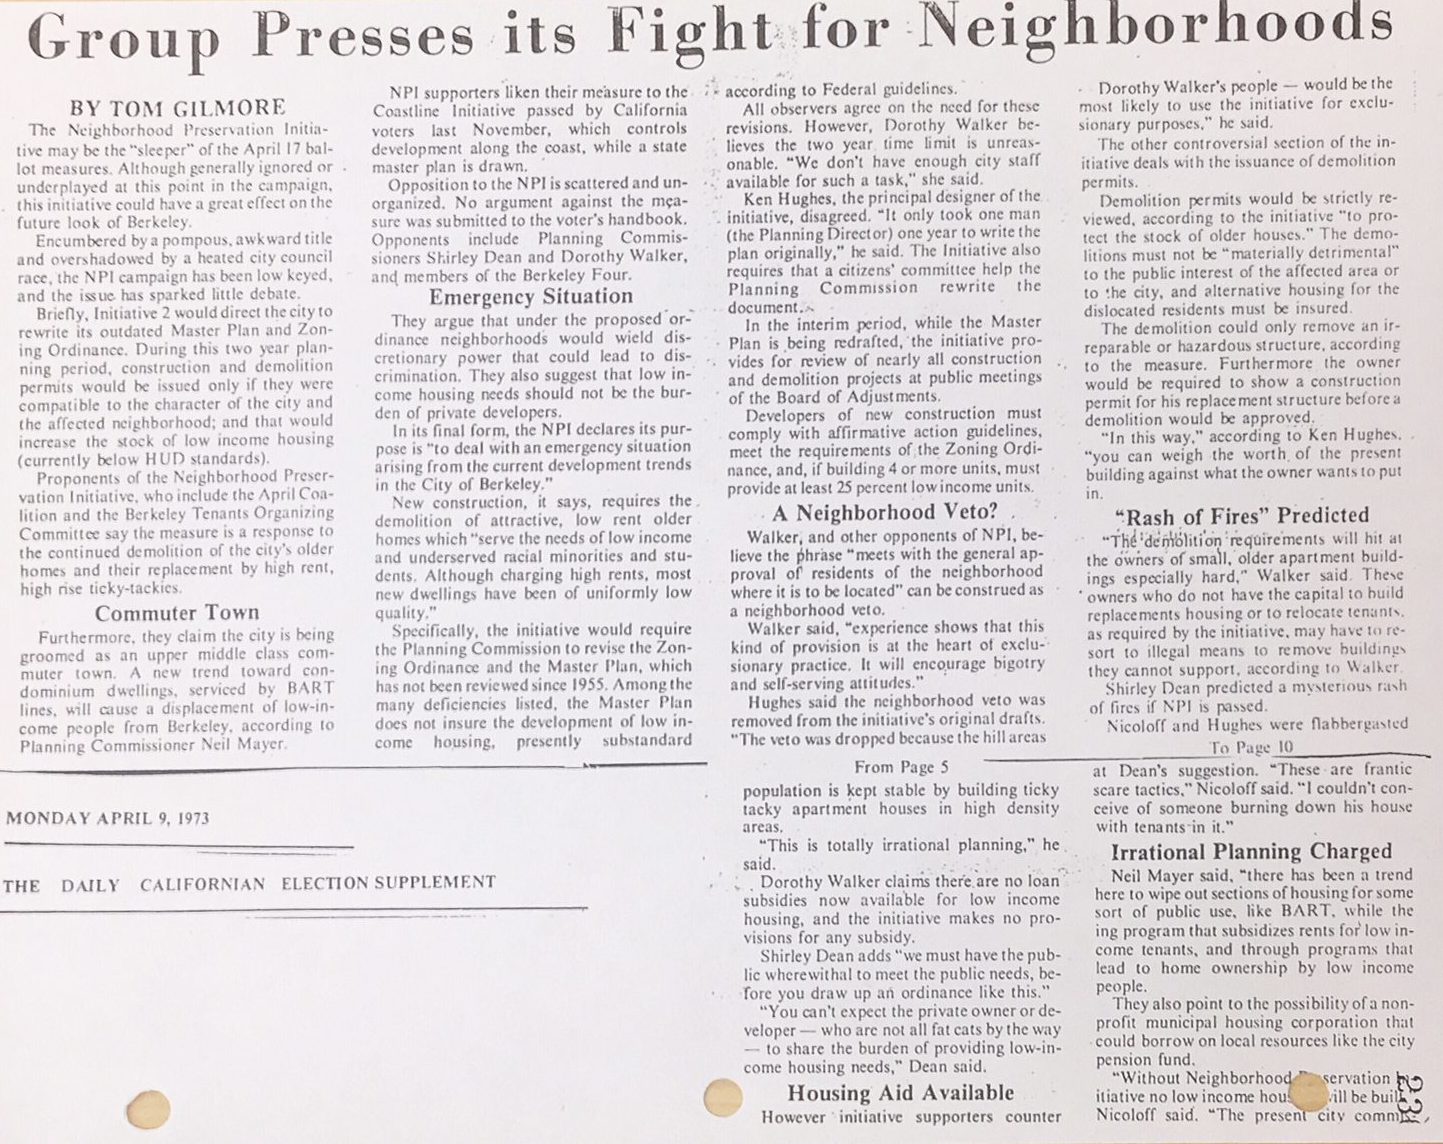 Group Presses its Fight for Neighborhoods
BY TOM GILMORE
The Neighborhood Preservation Initia-
tive may be the "sleeper" of the April 17 bal-
lot measures. Although generally ignored or
underplayed at this point in the campaign,
this initiative could have a great effect on the
future look of Berkeley.
Encumbered by a pompous, awkward title
and overshadowed by a heated city council
race, the NPI campaign has been low keyed,
and the issue has sparked little debate.
Briefly, Initiative 2 would direct the city to
rewrite its outdated Master Plan and Zon-
ing Ordinance. During this two year plan-
ning period, construction and demolition
permits would be issued only if they were
compatible to the character of the city and
the affected neighborhood; and that would
increase the stock of low income housing
(currently below HUD standards).
Proponents of the Neighborhood Preser-
vation Initiative, who include the April Coa-
lition and the Berkeley Tenants Organizing
Committee say the measure is a response to
the continued demolition of the city's older
homes and their replacement by high rent,
high rise ticky-tackies.
Commuter Town
Furthermore, they claim the city is being
groomed as an upper middle class com-
muter town. A new trend toward con-
dominium dwellings, serviced by BART
lines, will cause a displacement of low-in-
come people from Berkeley, according to
Planning Commissioner Neil Mayer.
NPI supporters liken their measure to the
Coastline Initiative passed by California
voters last November, which controls
development along the coast, while a state
master plan is drawn.
Opposition to the NPI is scattered and un-
organized. No argument against the mea-
sure was submitted to the voter's handbook.
Opponents include Planning Commis-
sioners Shirley Dean and Dorothy Walker,
and members of the Berkeley Four.
Emergency Situation
They argue that under the proposed or-
dinance neighborhoods would wield dis-
cretionary power that could lead to dis-
crimination. They also suggest that low in-
come housing needs should not be the bur-
den of private developers.
In its final form, the NPI declares its pur-
pose is "to deal with an emergency situation
arising from the current development trends
in the City of Berkeley."
New construction, it says, requires the
demolition of attractive, low rent older
homes which "serve the needs of low income
and underserved racial minorities and stu-
dents. Although charging high rents, most
new dwellings have been of uniformly low
quality."
Specifically, the initiative would require
the Planning Commission to revise the Zon-
ing Ordinance and the Master Plan, which
has not been reviewed since 1955. Among the
many deficiencies listed, the Master Plan
does not insure the development of low in-
come housing, presently substandard
according to Federal guidelines.
All observers agree on the need for these
revisions. However, Dorothy Walker be-
lieves the two year time limit is unreas-
onable. "We don't have enough city staff
available for such a task," she said.
Ken Hughes, the principal designer of the
initiative, disagreed. "It only took one man
(the Planning Director) one year to write the
plan originally," he said. The Initiative also
requires that a citizens' committee help the
Planning Commission rewrite the
document.
In the interim period, while the Master
Plan is being redrafted, the initiative pro-
vides for review of nearly all construction
and demolition projects at public meetings
of the Board of Adjustments.
Developers of new construction must
comply with affirmative action guidelines,
meet the requirements of the Zoning Ordi-
nance, and, if building 4 or more units, must
provide at least 25 percent low income units.
A Neighborhood Veto?
Walker, and other opponents of NPI, be-
lieve the phrase "meets with the general ap-
proval of residents of the neighborhood
where it is to be located" can be construed as
a neighborhood veto.
Walker said, "experience shows that this
kind of provision is at the heart of exclu-
sionary practice. It will encourage bigotry
and self-serving attitudes."
Hughes said the neighborhood veto was
removed from the initiative's original drafts.
"The veto was dropped because the hill areas
Dorothy Walker's people — would be the
most likely to use the initiative for exclu-
sionary purposes," he said.
The other controversial section of the in-
itiative deals with the issuance of demolition
permits.
Demolition permits would be strictly re-
viewed, according to the initiative "to pro-
tect the stock of older houses." The demo-
litions must not be "materially detrimental"
to the public interest of the affected area or
to the city, and alternative housing for the
dislocated residents must be insured.
The demolition could only remove an ir-
reparable or hazardous structure, according
to the measure. Furthermore the owner
would be required to show a construction
permit for his replacement structure before a
demolition would be approved.
"In this way," according to Ken Hughes,
"you can weigh the worth of the present
building against what the owner wants to put
in.
"Rash of Fires" Predicted
"The demolition requirements will hit at
the owners of small, older apartment build-
ings especially hard," Walker said. These
owners who do not have the capital to build
replacements housing or to relocate tenants,
as required by the initiative, may have to re-
sort to illegal means to remove buildings
they cannot support, according to Walker.
Shirley Dean predicted a mysterious rash
of fires if NPI is passed.
Nicoloff and Hughes were flabbergasted
To Page 10
MONDAY APRIL 9, 1973
THE DAILY CALIFORNIAN ELECTION SUPPLEMENT
From Page 5
population is kept stable by building ticky
tacky apartment houses in high density
areas.
"This is totally irrational planning," he
said.
Dorothy Walker claims there are no loan
subsidies now available for low income
housing, and the initiative makes no pro-
visions for any subsidy.
Shirley Dean adds "we must have the pub-
lic wherewithal to meet the public needs, be-
fore you draw up an ordinance like this."
"You can't expect the private owner or de-
veloper — who are not all fat cats by the way
— to share the burden of providing low-in-
come housing needs," Dean said.
Housing Aid Available
However initiative supporters counter
at Dean's suggestion. "These are frantic
scare tactics," Nicoloff said. "I couldn't con-
ceive of someone burning down his house
with tenants in it."
Irrational Planning Charged
Neil Mayer said, "there has been a trend
here to wipe out sections of housing for some
sort of public use, like BART, while the
ing program that subsidizes rents for low in-
come tenants, and through programs that
lead to home ownership by low income
people.
They also point to the possibility of a non-
profit municipal housing corporation that
could borrow on local resources like the city
pension fund.
"Without Neighborhood
itiative no low income be
Nicoloff said. "The present city
23